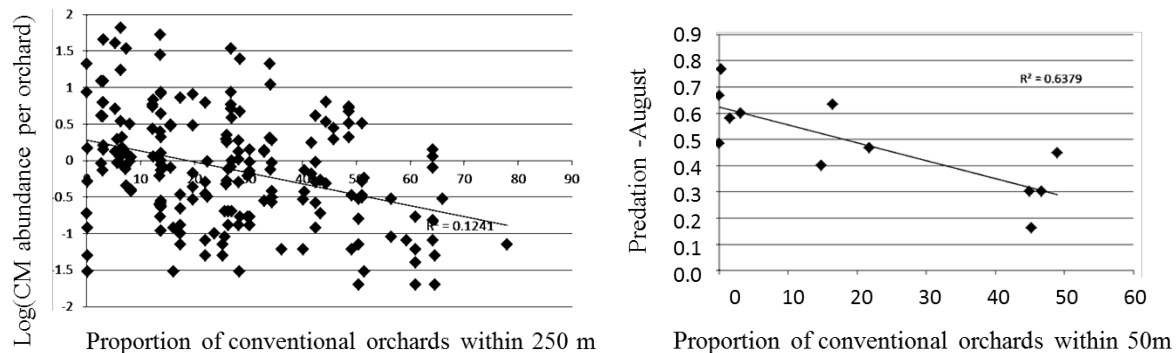 Log(CM abundance per orchard)
2
1.5
1
0.5
0
-0.5
-1
-1.5
-2
10 20 30 40 50 60 70 80 90
R² = 0.1241
Proportion of conventional orchards within 250 m
Predation -August
0.9
0.8
0.7
0.6
0.5
0.4
0.3
0.2
0.1
0.0
R² = 0.6379
0 10 20 30 40 50 60
Proportion of conventional orchards within 50m